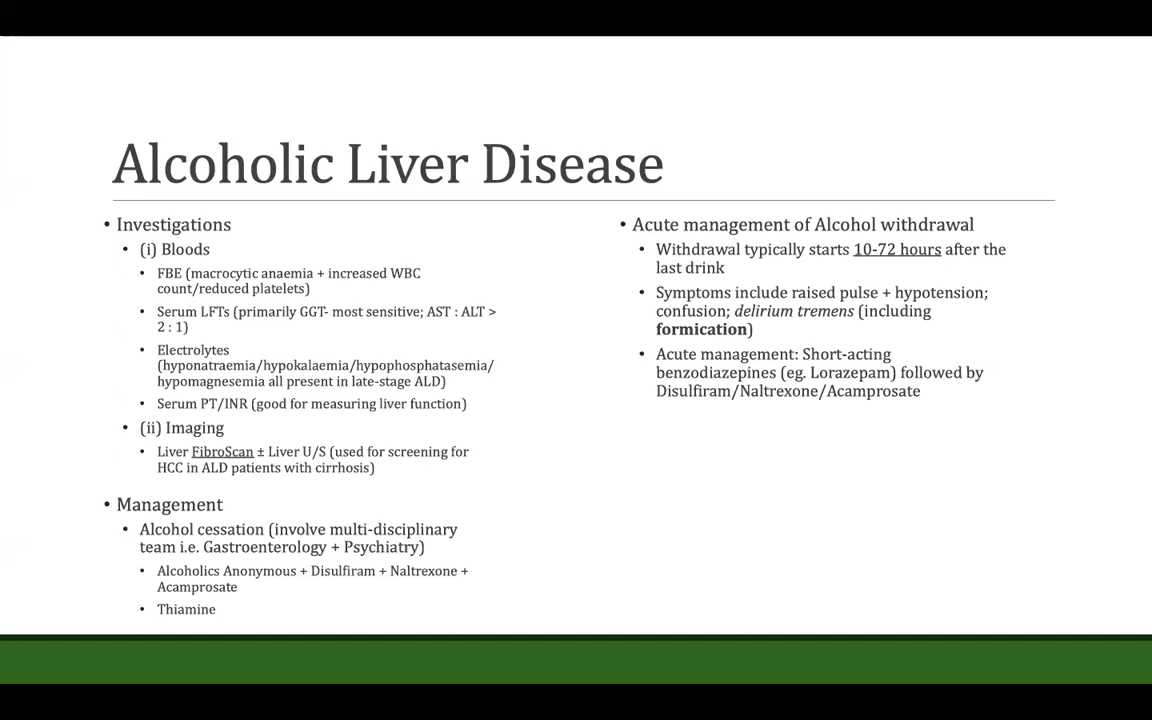 Alcoholic Liver Disease
• Investigations
• (i) Bloods
• FBE (macrocytic anaemia + increased WBC
count/reduced platelets)
• Serum LFTs (primarily GGT- most sensitive; AST : ALT >
2 : 1)
• Electrolytes
(hyponatraemia/hypokalaemia/hypophosphatasemia/
hypomagnesemia all present in late-stage ALD)
• Serum PT/INR (good for measuring liver function)
• (ii) Imaging
• Liver FibroScan ± Liver U/S (used for screening for
HCC in ALD patients with cirrhosis)
• Management
• Alcohol cessation (involve multi-disciplinary
team i.e. Gastroenterology + Psychiatry)
• Alcoholics Anonymous + Disulfiram + Naltrexone +
Acamprosate
• Thiamine
• Acute management of Alcohol withdrawal
• Withdrawal typically starts 10-72 hours after the
last drink
• Symptoms include raised pulse + hypotension;
confusion; delirium tremens (including
formication)
• Acute management: Short-acting
benzodiazepines (eg. Lorazepam) followed by
Disulfiram/Naltrexone/Acamprosate